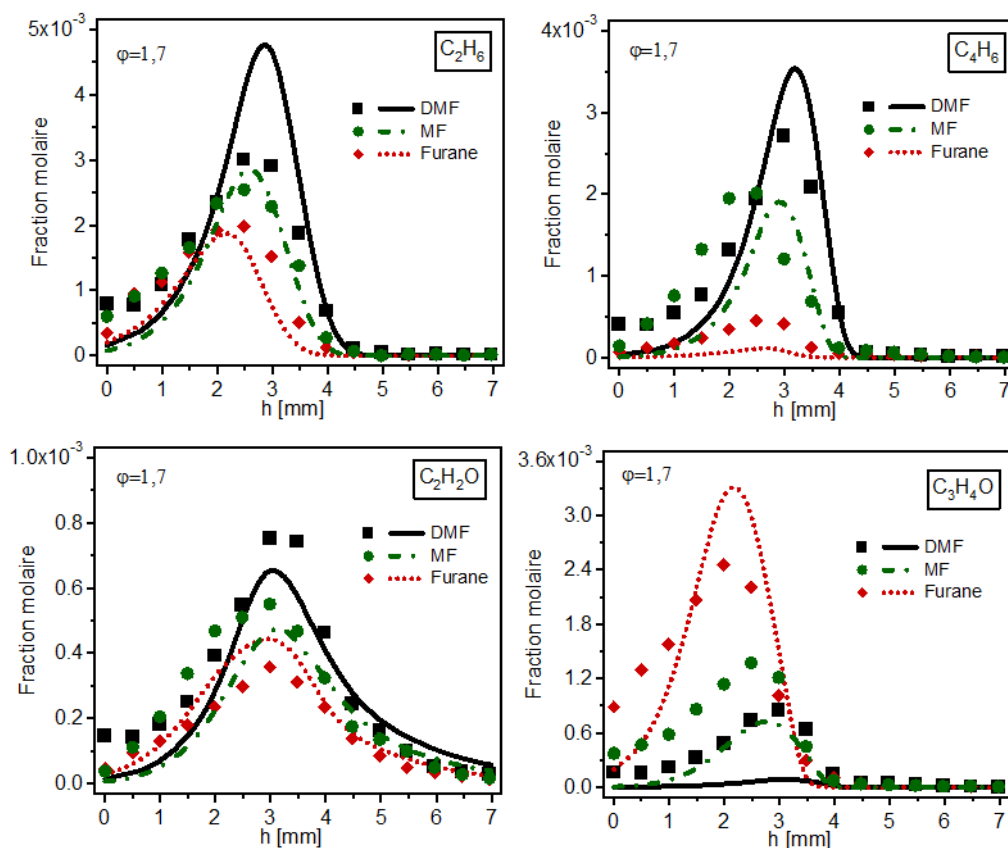 5x10⁻³
φ=1,7
C₂H₆
DMF
MF
Furane
4
3
2
1
0
Fraction molaire
0 1 2 3 4 5 6 7
h [mm]
4x10⁻³
φ=1,7
C₄H₆
DMF
MF
Furane
3
2
1
0
Fraction molaire
0 1 2 3 4 5 6 7
h [mm]
1.0x10⁻³
φ=1,7
C₂H₂O
DMF
MF
Furane
0.8
0.6
0.4
0.2
0.0
Fraction molaire
0 1 2 3 4 5 6 7
h [mm]
3.6x10⁻³
φ=1,7
C₃H₄O
DMF
MF
Furane
3.0
2.4
1.8
1.2
0.6
0.0
Fraction molaire
0 1 2 3 4 5 6 7
h [mm]